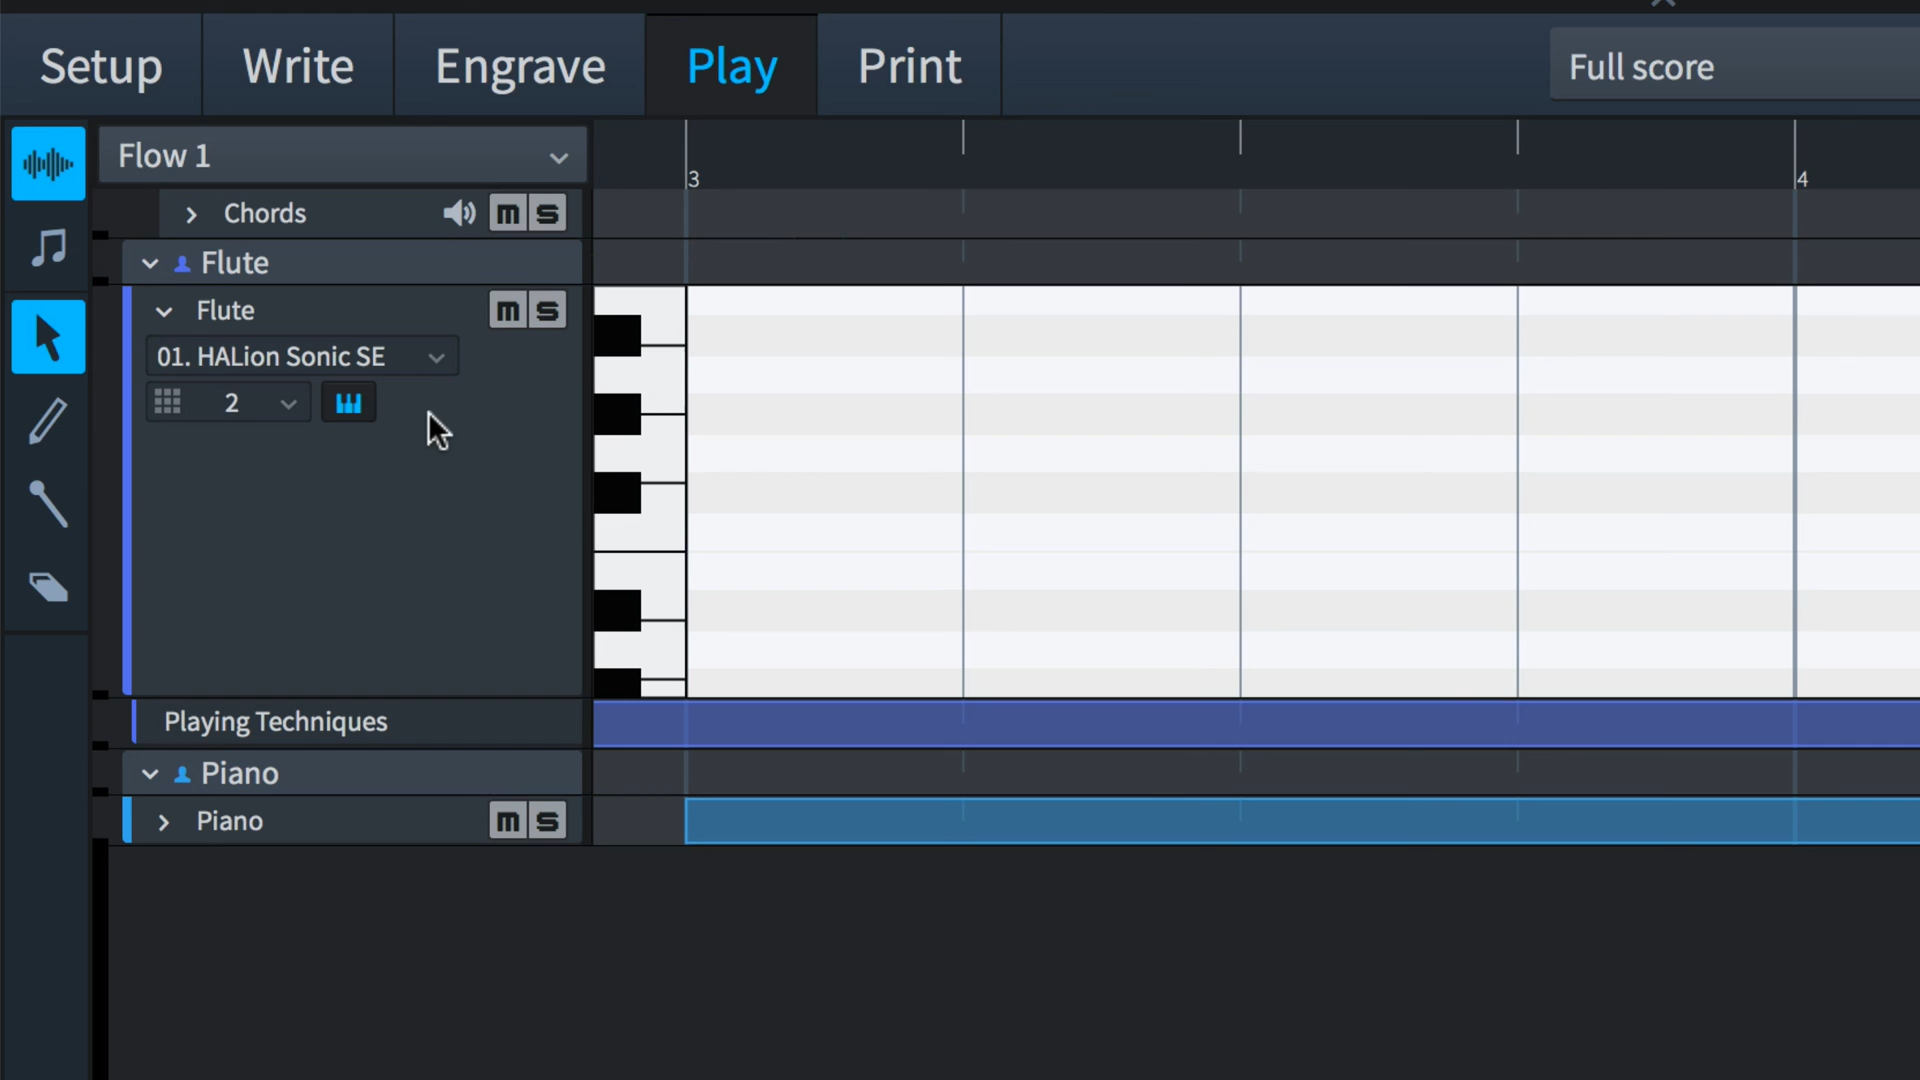 Setup Write Engrave Play Print Full score
Flow 1
3 4
Chords m s
Flute
Flute m s
01. HALion Sonic SE
2
Playing Techniques
Piano
Piano m s